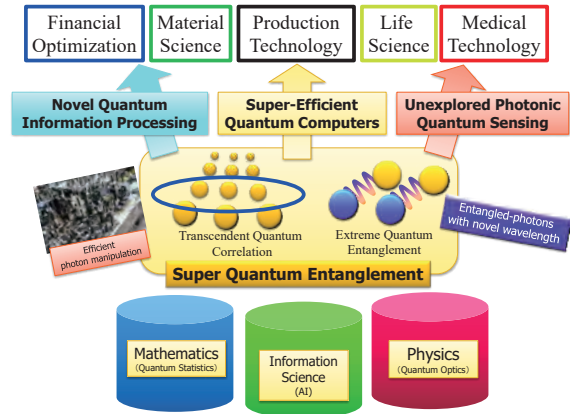 Financial
Optimization
Material
Science
Production
Technology
Life
Science
Medical
Technology
Novel Quantum
Information Processing
Super-Efficient
Quantum Computers
Unexplored Photonic
Quantum Sensing
Efficient
photon manipulation
Transcendent Quantum
Correlation
Extreme Quantum
Entanglement
Entangled-photons
with novel wavelength
Super Quantum Entanglement
Mathematics
(Quantum Statistics)
Information
Science
(AI)
Physics
(Quantum Optics)